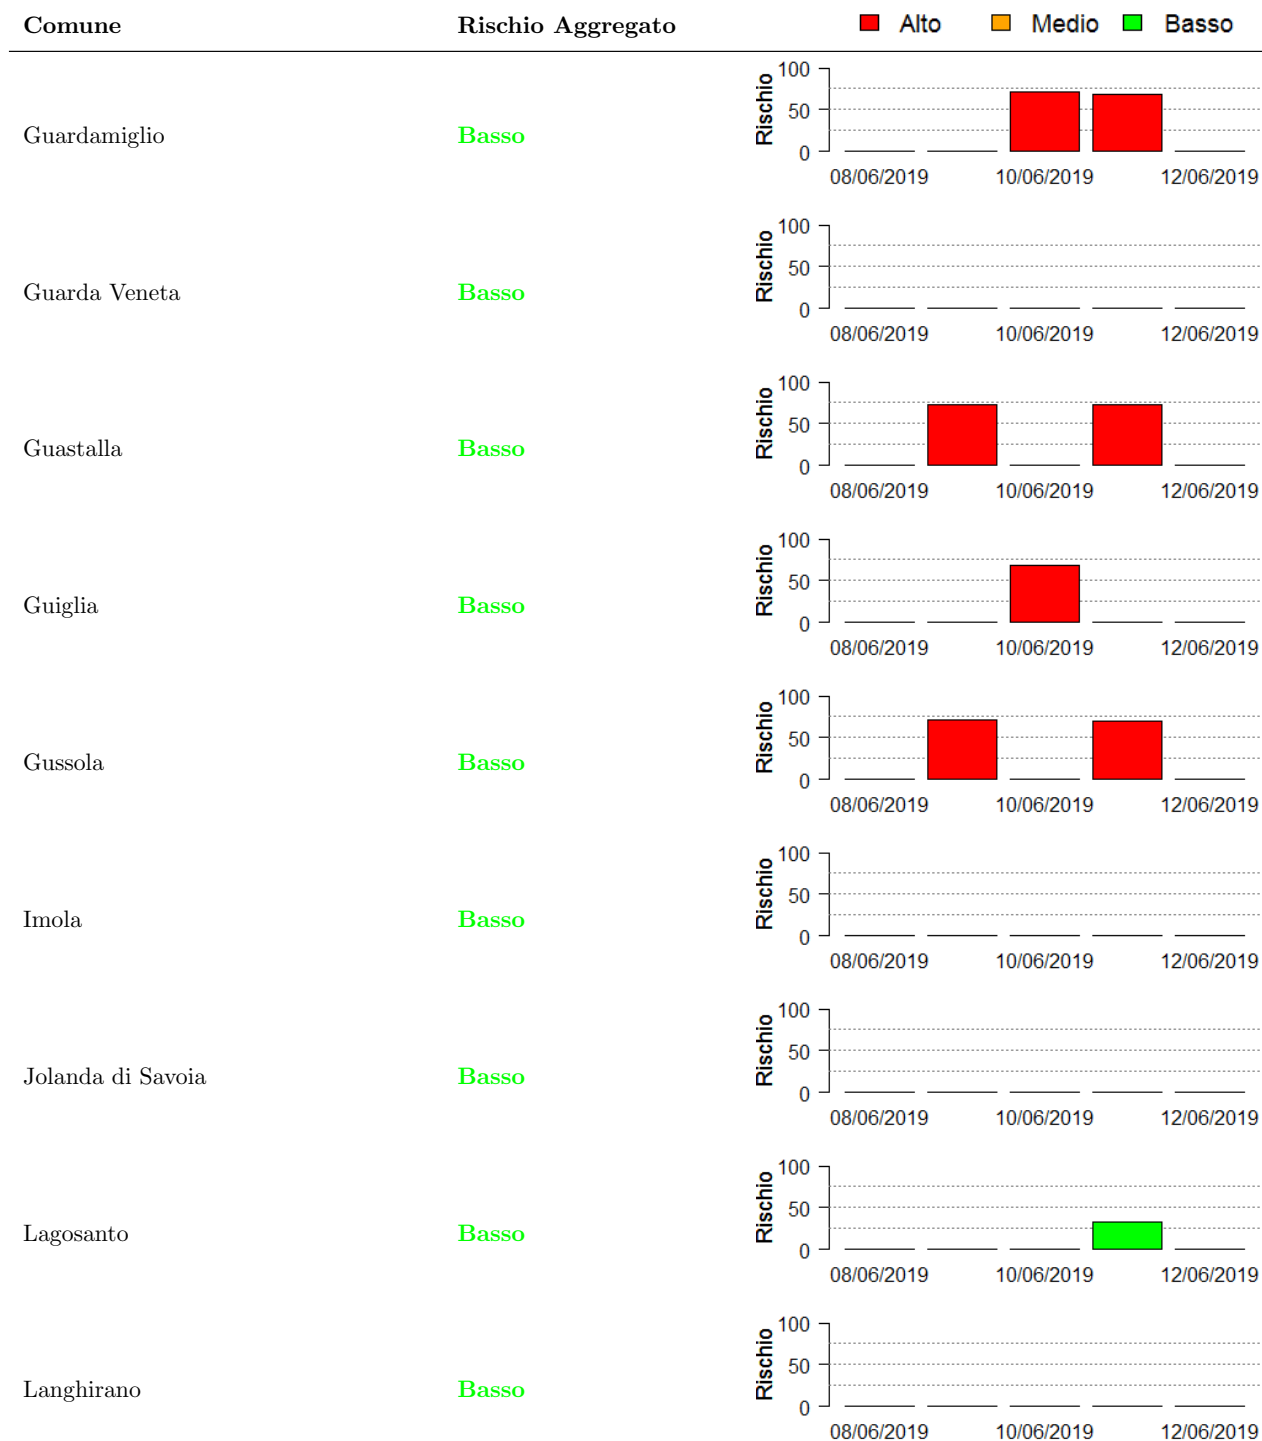 Comune Rischio Aggregato Alto Medio Basso
100
50
0
Rischio
Guardamiglio Basso
08/06/2019 10/06/2019 12/06/2019
100
50
0
Rischio
Guarda Veneta Basso
08/06/2019 10/06/2019 12/06/2019
100
50
0
Rischio
Guastalla Basso
08/06/2019 10/06/2019 12/06/2019
100
50
0
Rischio
Guiglia Basso
08/06/2019 10/06/2019 12/06/2019
100
50
0
Rischio
Gussola Basso
08/06/2019 10/06/2019 12/06/2019
100
50
0
Rischio
Imola Basso
08/06/2019 10/06/2019 12/06/2019
100
50
0
Rischio
Jolanda di Savoia Basso
08/06/2019 10/06/2019 12/06/2019
100
50
0
Rischio
Lagosanto Basso
08/06/2019 10/06/2019 12/06/2019
100
50
0
Rischio
Langhirano Basso
08/06/2019 10/06/2019 12/06/2019